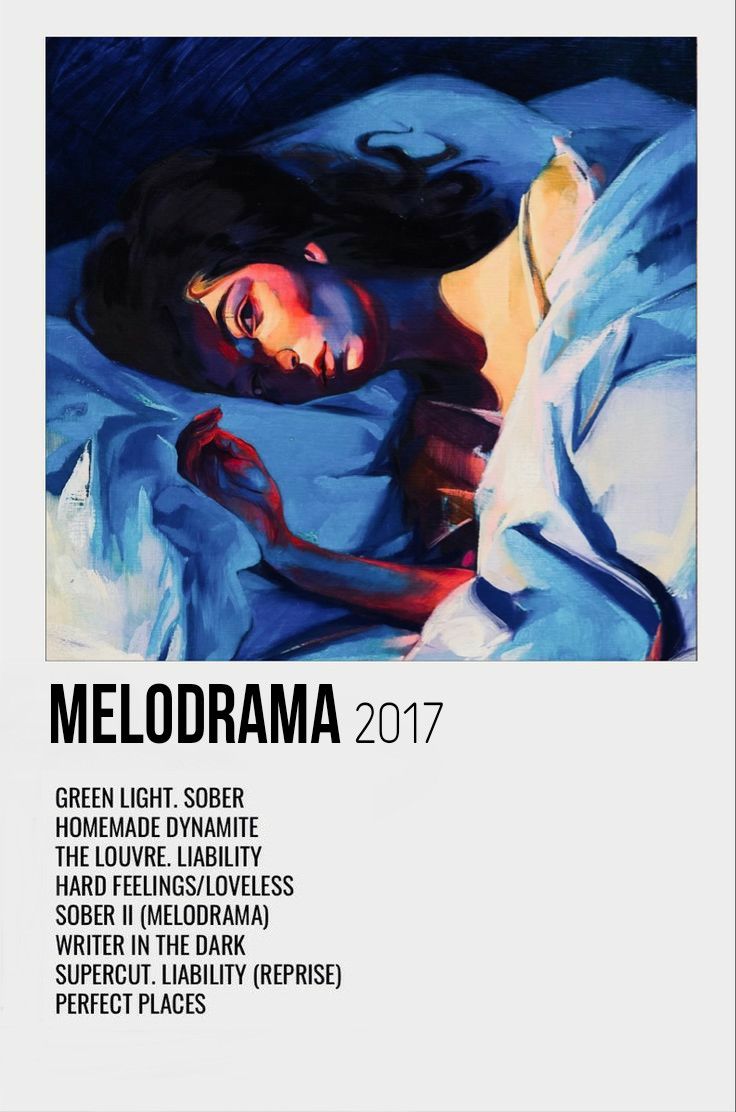 MELODRAMA 2017
GREEN LIGHT. SOBER
HOMEMADE DYNAMITE
THE LOUVRE. LIABILITY
HARD FEELINGS/LOVELESS
SOBER II (MELODRAMA)
WRITER IN THE DARK
SUPERCUT. LIABILITY (REPRISE)
PERFECT PLACES